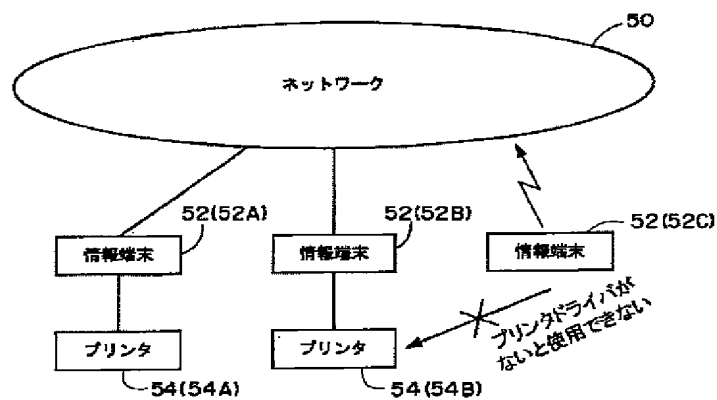 50
ネットワーク
52(52A)
52(52B)
52(52C)
情報端末
情報端末
情報端末
プリンタドライバが
ないと使用できない
プリンタ
プリンタ
54(54A)
54(54B)